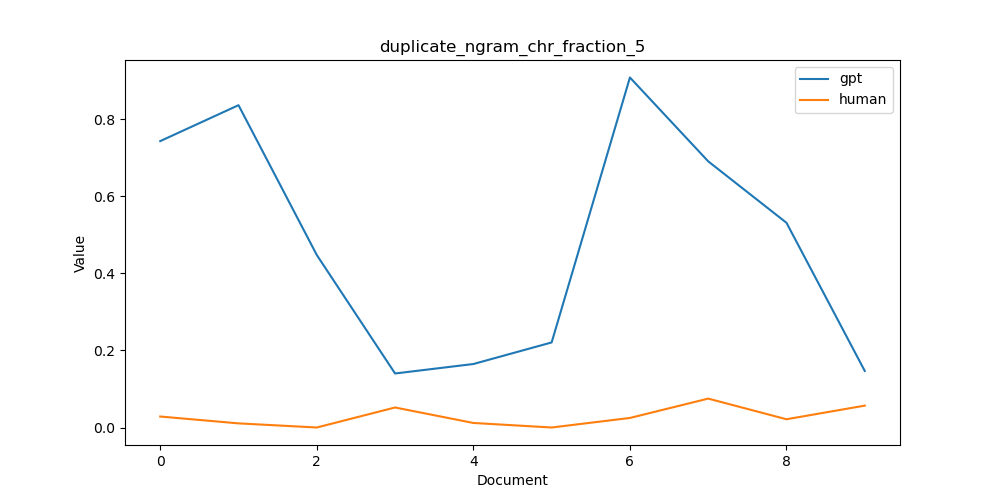 duplicate_ngram_chr_fraction_5
gpt
human
0.8
0.6
0.4
0.2
0.0
Value
0
2
4
6
8
Document